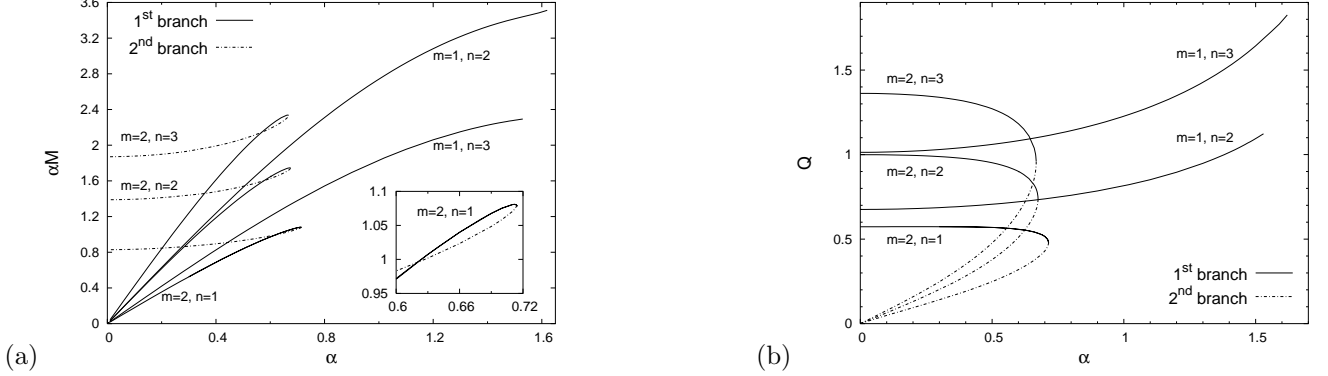 3.6
3.2
2.8
2.4
2
1.6
1.2
0.8
0.4
0
0
0.4
0.8
1.2
1.6
αM
α
1st branch
2nd branch
m=1, n=2
m=2, n=3
m=1, n=3
m=2, n=2
m=2, n=1
1.1
1.05
1
0.95
0.6
0.66
0.72
m=2, n=1
(a)
1.5
1
0.5
0
0
0.5
1
1.5
Q
α
m=2, n=3
m=1, n=3
m=1, n=2
m=2, n=2
m=2, n=1
1st branch
2nd branch
(b)